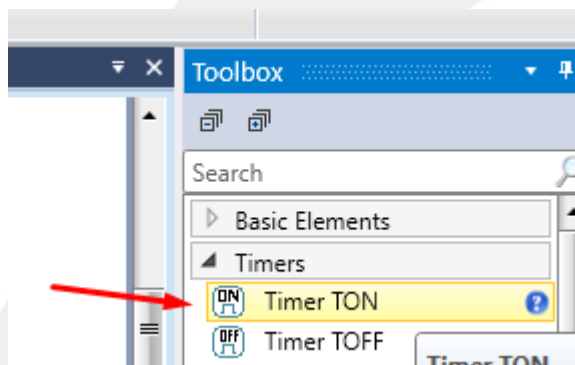 Toolbox
Search
Basic Elements
Timers
ON Timer TON ?
OFF Timer TOFF
Timer TON